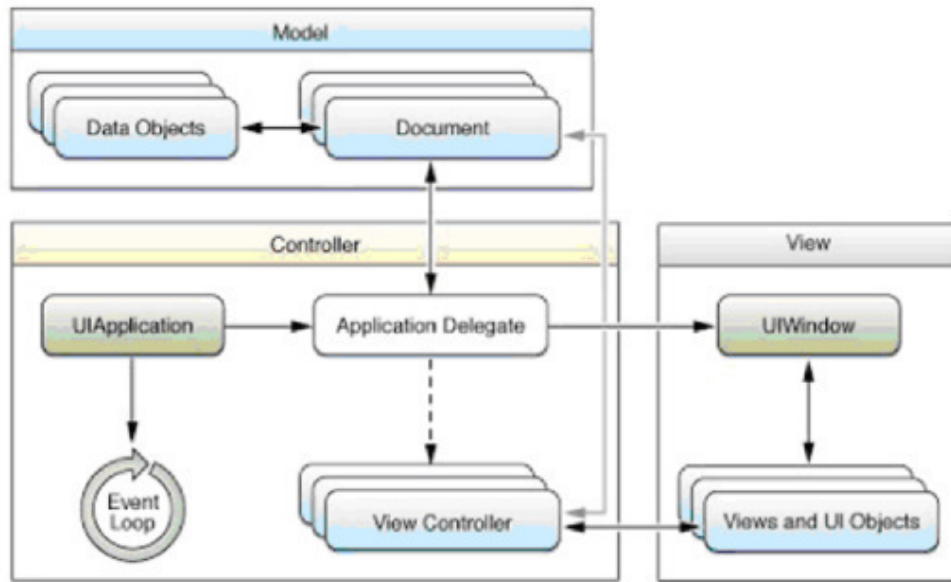 Model
Data Objects
Document
Controller
View
UIApplication
Application Delegate
UIWindow
Event
Loop
View Controller
Views and UI Objects